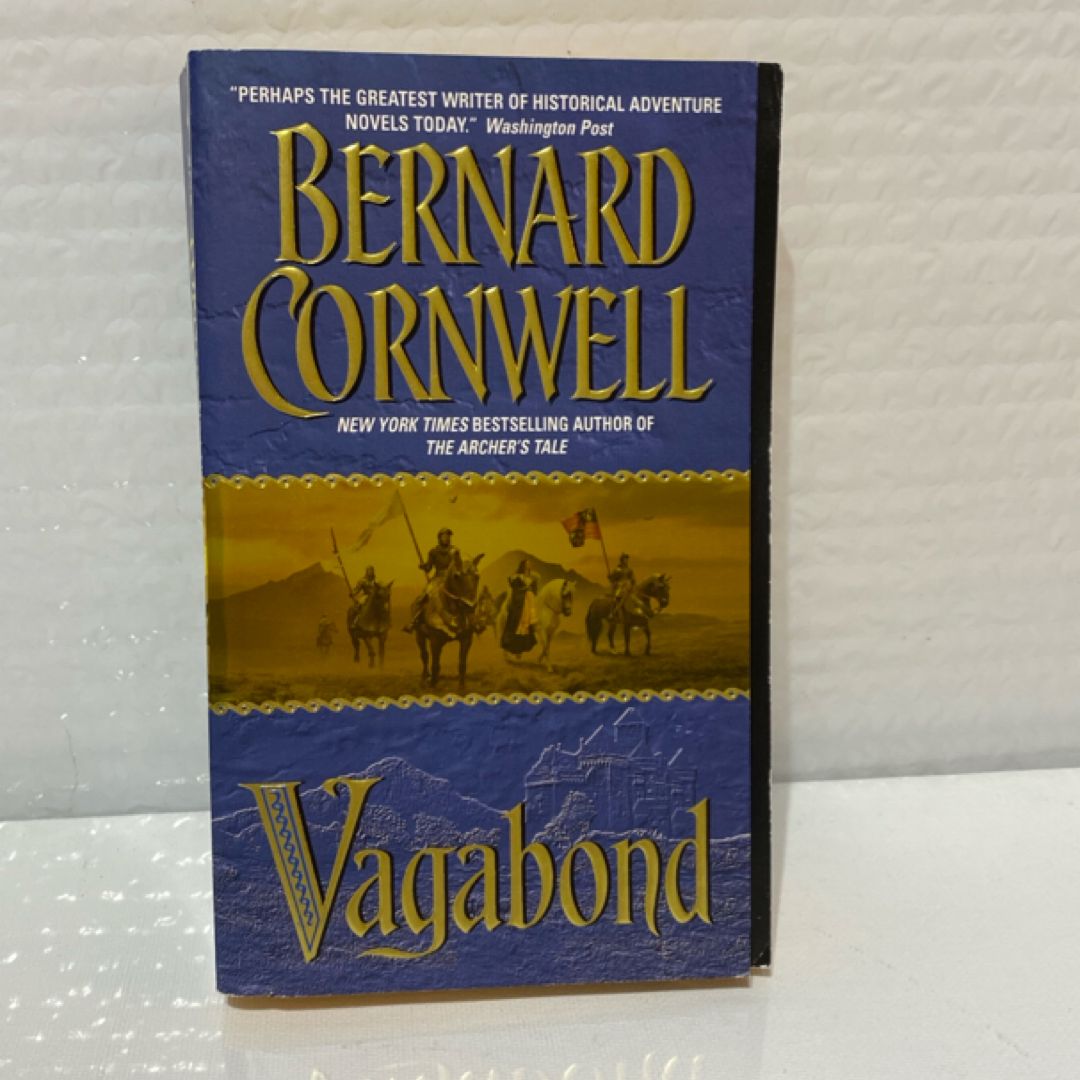 "PERHAPS THE GREATEST WRITER OF HISTORICAL ADVENTURE
NOVELS TODAY." Washington Post
BERNARD
CORNWELL
NEW YORK TIMES BESTSELLING AUTHOR OF
THE ARCHER'S TALE
Vagabond